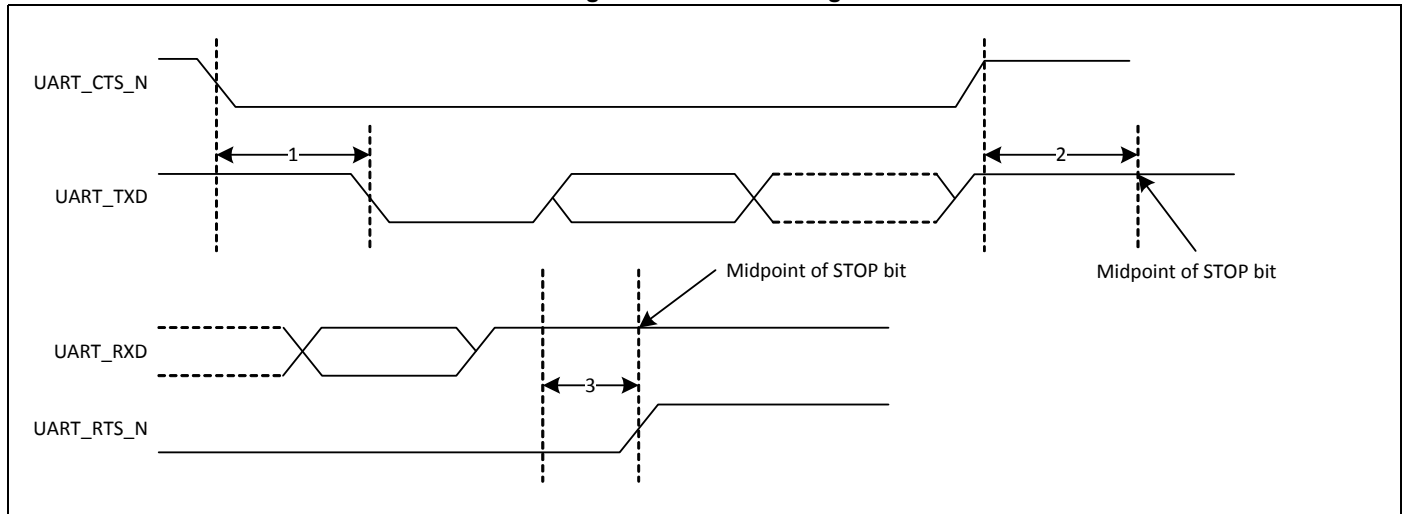 UART_CTS_N
1
2
UART_TXD
Midpoint of STOP bit
Midpoint of STOP bit
UART_RXD
3
UART_RTS_N